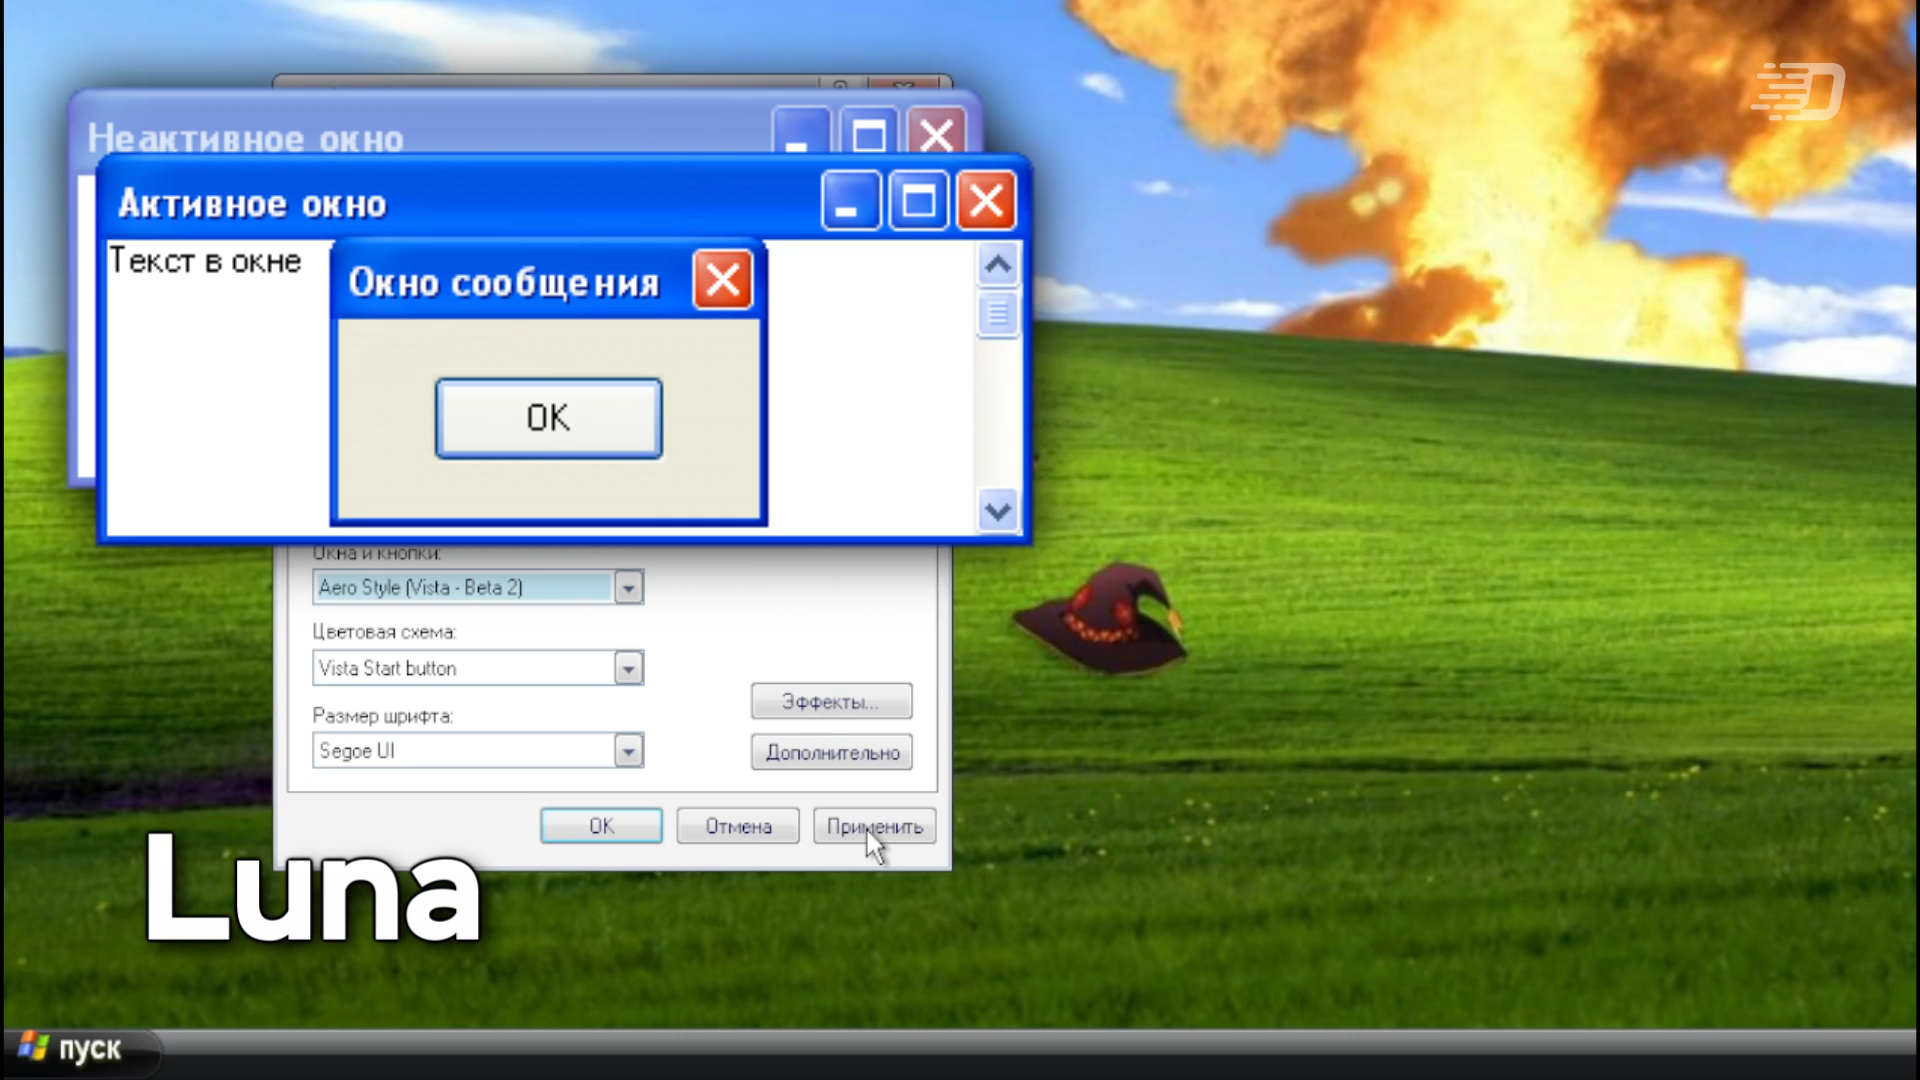 Неактивное окно
Активное окно
Текст в окне
Окно сообщения
OK
Окна и кнопки:
Aero Style (Vista - Beta 2)
Цветовая схема:
Vista Start button
Размер шрифта:
Segoe UI
Эффекты...
Дополнительно
OK
Отмена
Применить
Luna
пуск